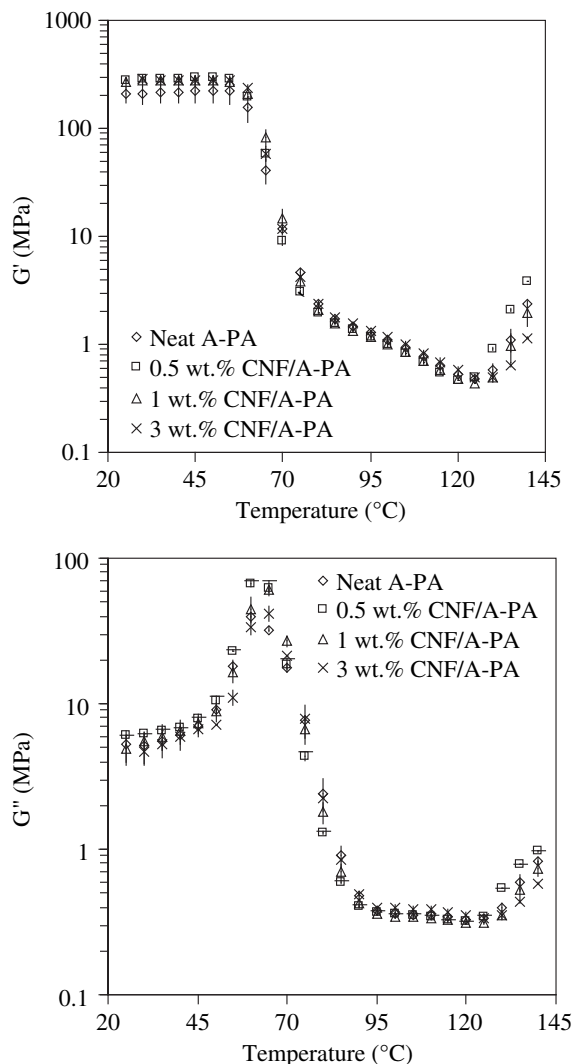 1000
100
10
1
0.1
G' (MPa)
Neat A-PA
0.5 wt.% CNF/A-PA
1 wt.% CNF/A-PA
3 wt.% CNF/A-PA
20 45 70 95 120 145
Temperature (°C)
100
10
1
0.1
G" (MPa)
Neat A-PA
0.5 wt.% CNF/A-PA
1 wt.% CNF/A-PA
3 wt.% CNF/A-PA
20 45 70 95 120 145
Temperature (°C)